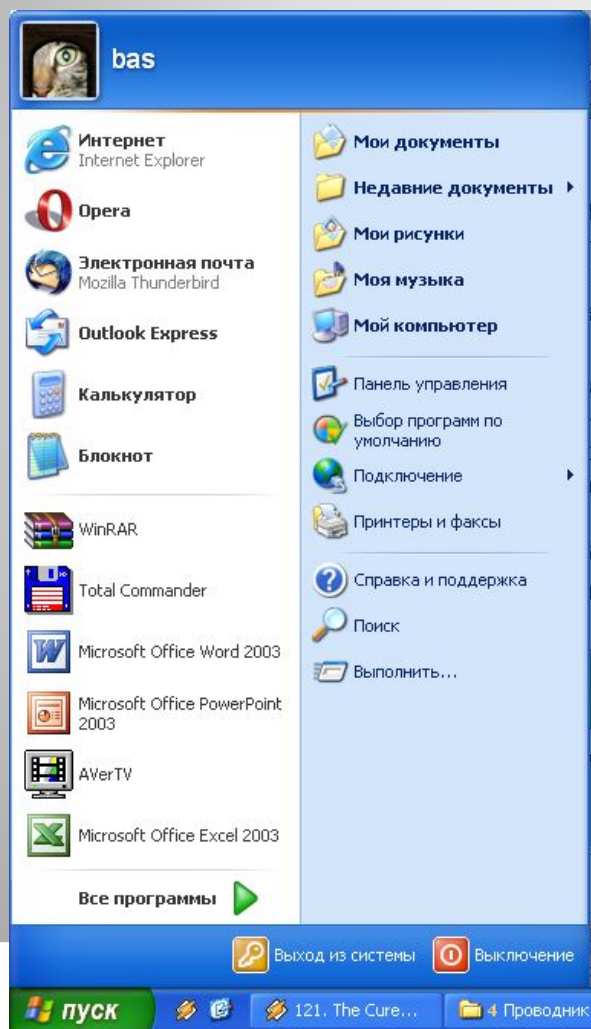 bas
Интернет
Internet Explorer
Opera
Электронная почта
Mozilla Thunderbird
Outlook Express
Калькулятор
Блокнот
WinRAR
Total Commander
Microsoft Office Word 2003
Microsoft Office PowerPoint
2003
AVerTV
Microsoft Office Excel 2003
Все программы
Мои документы
Недавние документы
Мои рисунки
Моя музыка
Мой компьютер
Панель управления
Выбор программ по
умолчанию
Подключение
Принтеры и факсы
Справка и поддержка
Поиск
Выполнить...
Выход из системы
Выключение
пуск
121. The Cure...
4 Проводник